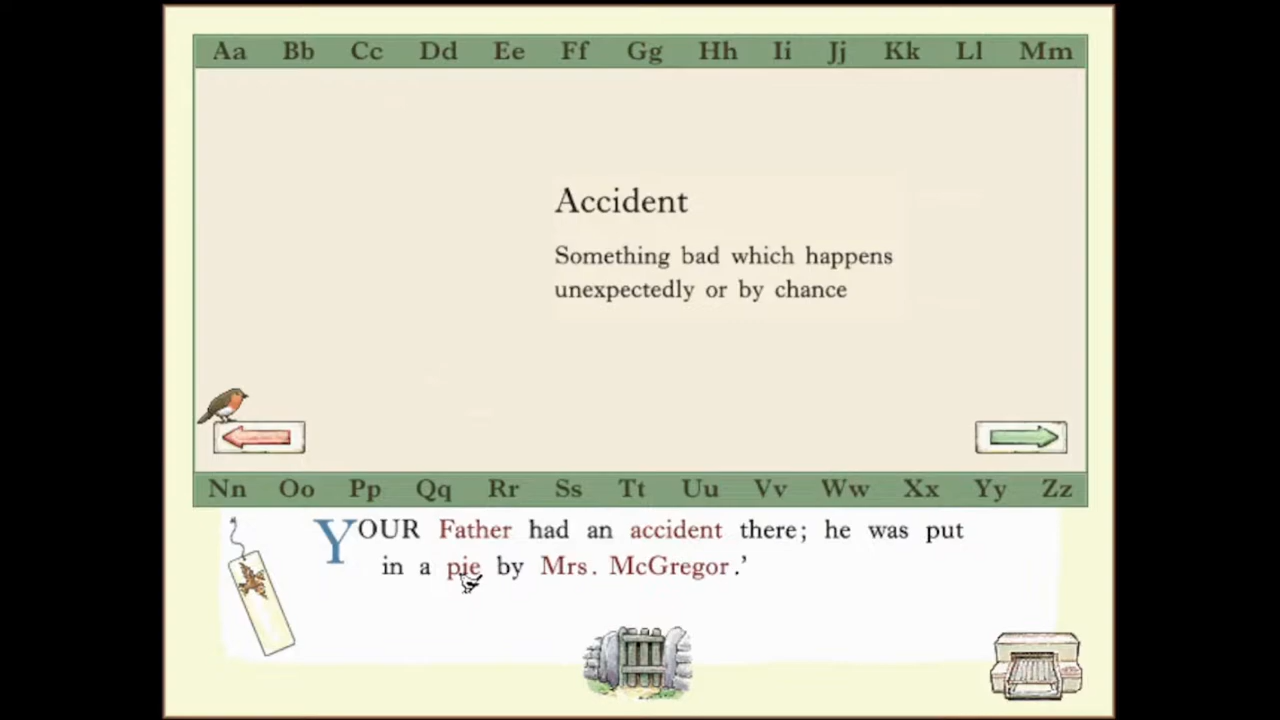 Aa Bb Cc Dd Ee Ff Gg Hh Ii Jj Kk Ll Mm
Accident
Something bad which happens
unexpectedly or by chance
Nn Oo Pp Qq Rr Ss Tt Uu Vv Ww Xx Yy Zz
YOUR Father had an accident there; he was put
in a pie by Mrs. McGregor.’